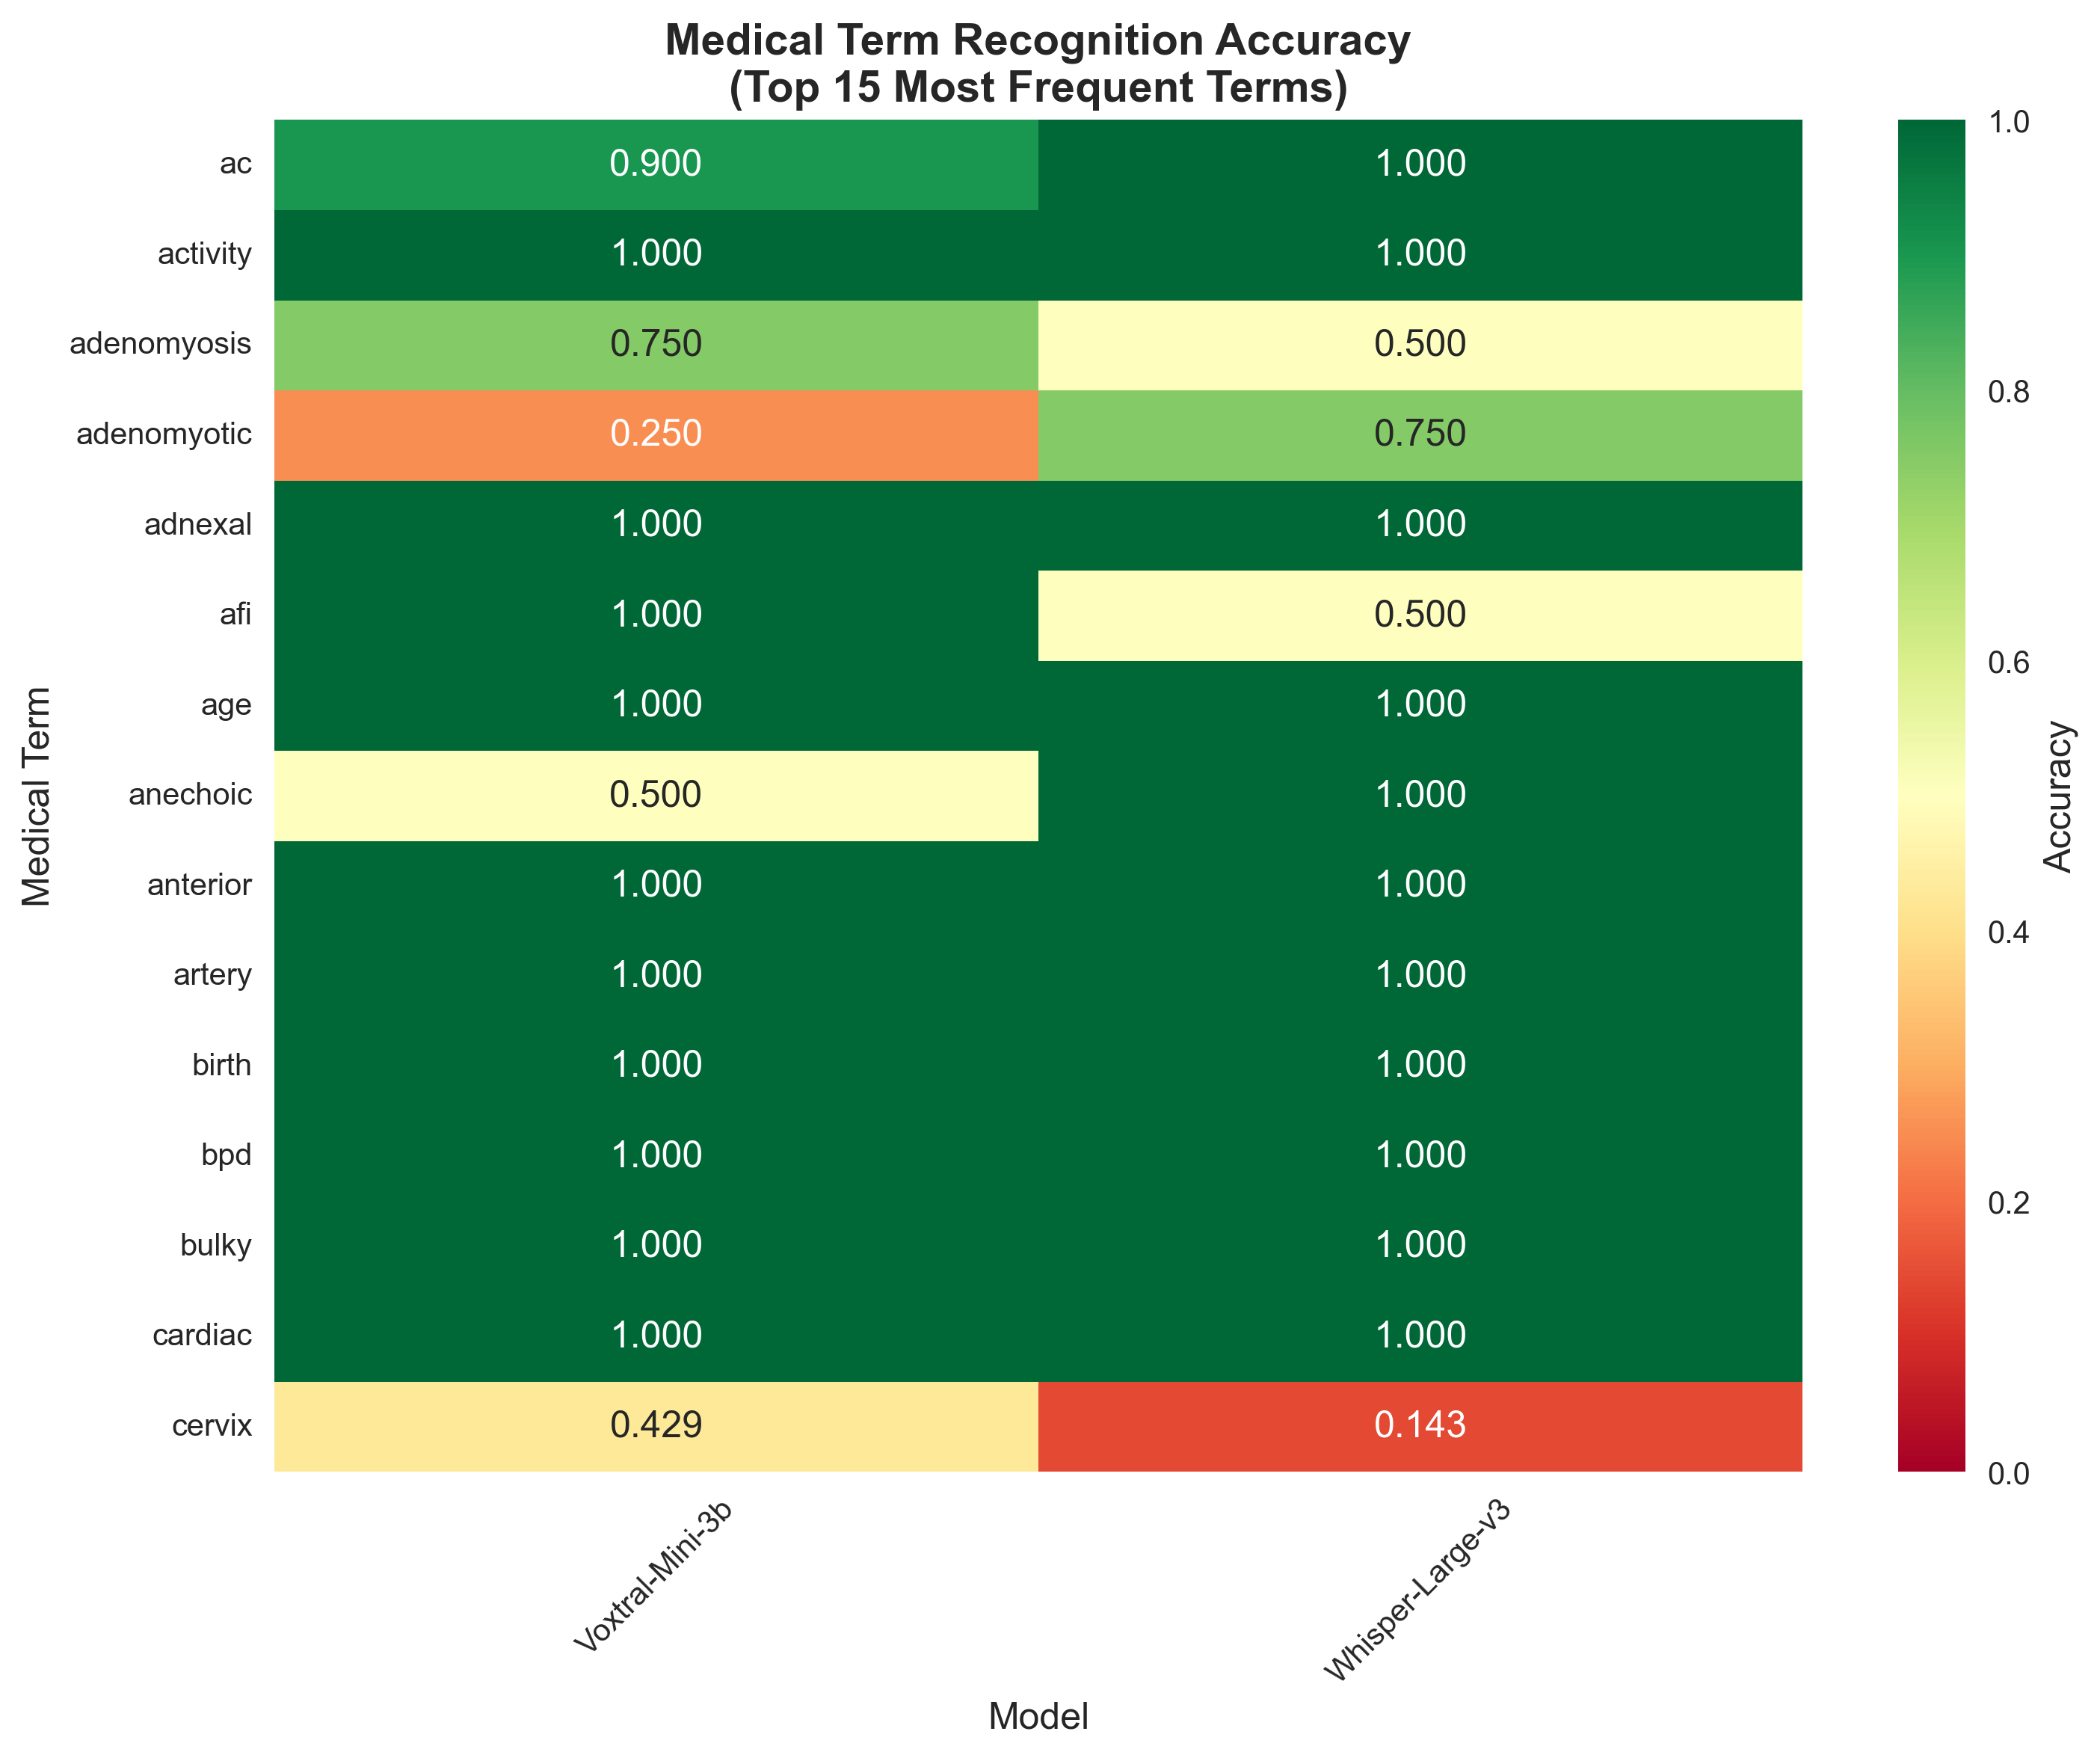 Medical Term Recognition Accuracy
(Top 15 Most Frequent Terms)
ac 0.900 1.000
activity 1.000 1.000
adenomyosis 0.750 0.500
adenomyotic 0.250 0.750
adnexal 1.000 1.000
afi 1.000 0.500
age 1.000 1.000
anechoic 0.500 1.000
anterior 1.000 1.000
artery 1.000 1.000
birth 1.000 1.000
bpd 1.000 1.000
bulky 1.000 1.000
cardiac 1.000 1.000
cervix 0.429 0.143
Medical Term
Voxtral-Mini-3b
Whisper-Large-v3
Model
1.0
0.8
0.6
0.4
0.2
0.0
Accuracy